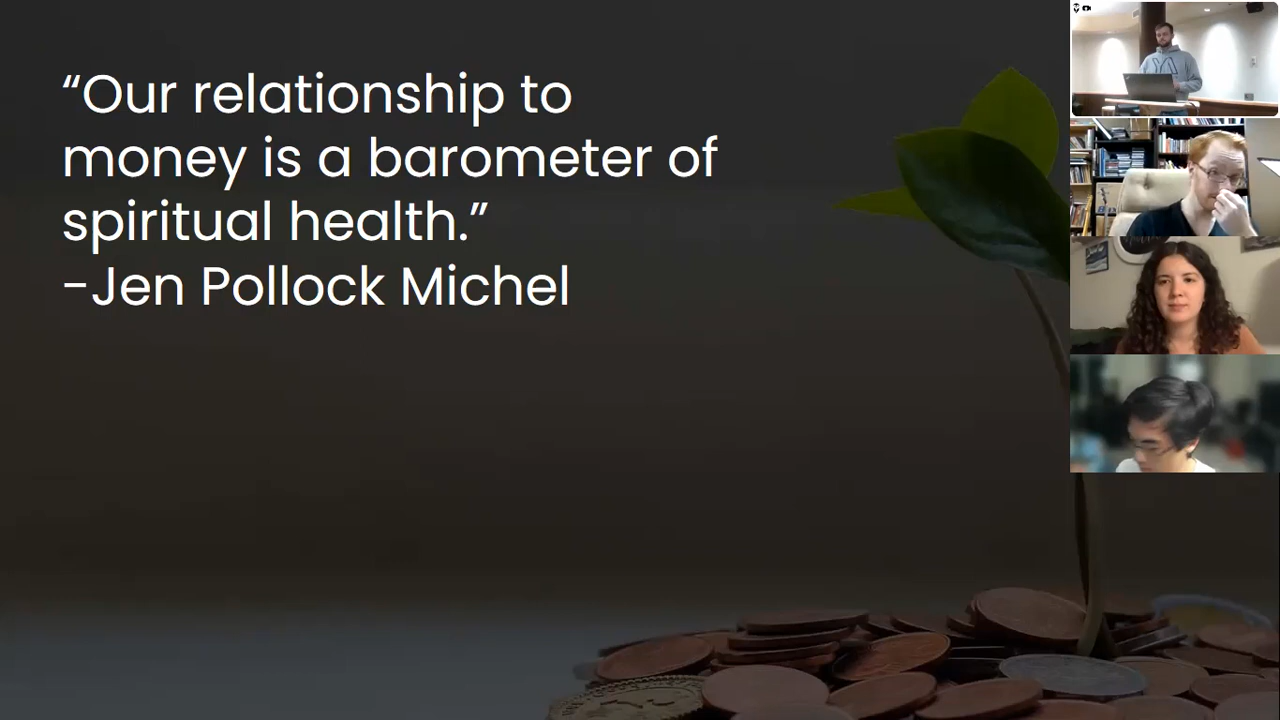 “Our relationship to
money is a barometer of
spiritual health.”
-Jen Pollock Michel